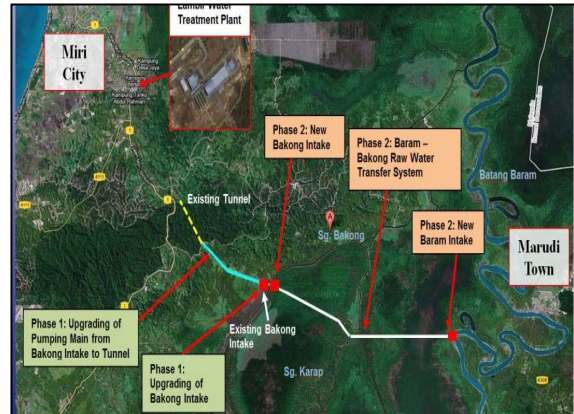 Lambir Water
Treatment Plant
Miri
City
Phase 2: New
Bakong Intake
Phase 2: Baram –
Bakong Raw Water
Transfer System
Batang Baram
Existing Tunnel
A
Sg. Bakong
Phase 2: New
Baram Intake
Marudi
Town
Phase 1: Upgrading of
Pumping Main from
Bakong Intake to Tunnel
Existing Bakong
Intake
Phase 1:
Upgrading of
Bakong Intake
Sg. Karap